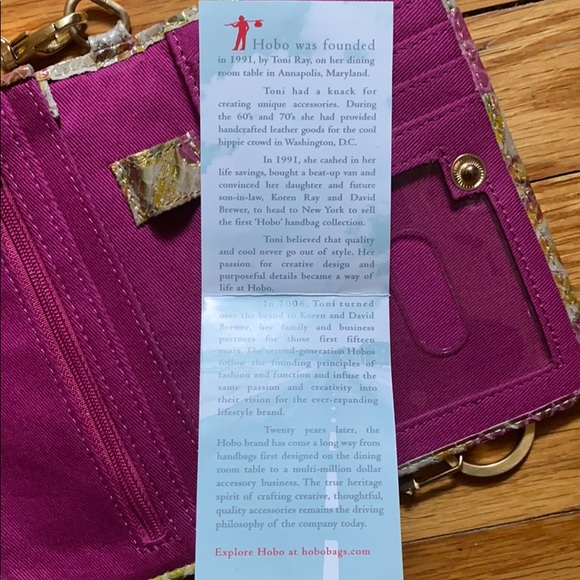 Hobo was founded
in 1991, by Toni Ray, on her dining
room table in Annapolis, Maryland.
Toni had a knack for
creating unique accessories. During
the 60's and 70's she had provided
handcrafted leather goods for the cool
hippie crowd in Washington, D.C.
In 1991, she cashed in her
life savings, bought a beat-up van and
convinced her daughter and future
son-in-law, Koren Ray and David
Brewer, to head to New York to sell
the first 'Hobo' handbag collection.
Toni believed that quality
and cool never go out of style. Her
passion for creative design and
purposeful details became a way of
life at Hobo.
In 2006, Toni turned
over the brand to Koren and David
Brewer, her family and business
partners for those first fifteen
years. The second-generation Hobos
follow the founding principles of
fashion and function and infuse the
same passion and creativity into
their vision for the ever-expanding
lifestyle brand.
Twenty years later, the
Hobo brand has come a long way from
handbags first designed on the dining
room table to a multi-million dollar
accessory business. The true heritage
spirit of crafting creative, thoughtful,
quality accessories remains the driving
philosophy of the company today.
Explore Hobo at hobobags.com